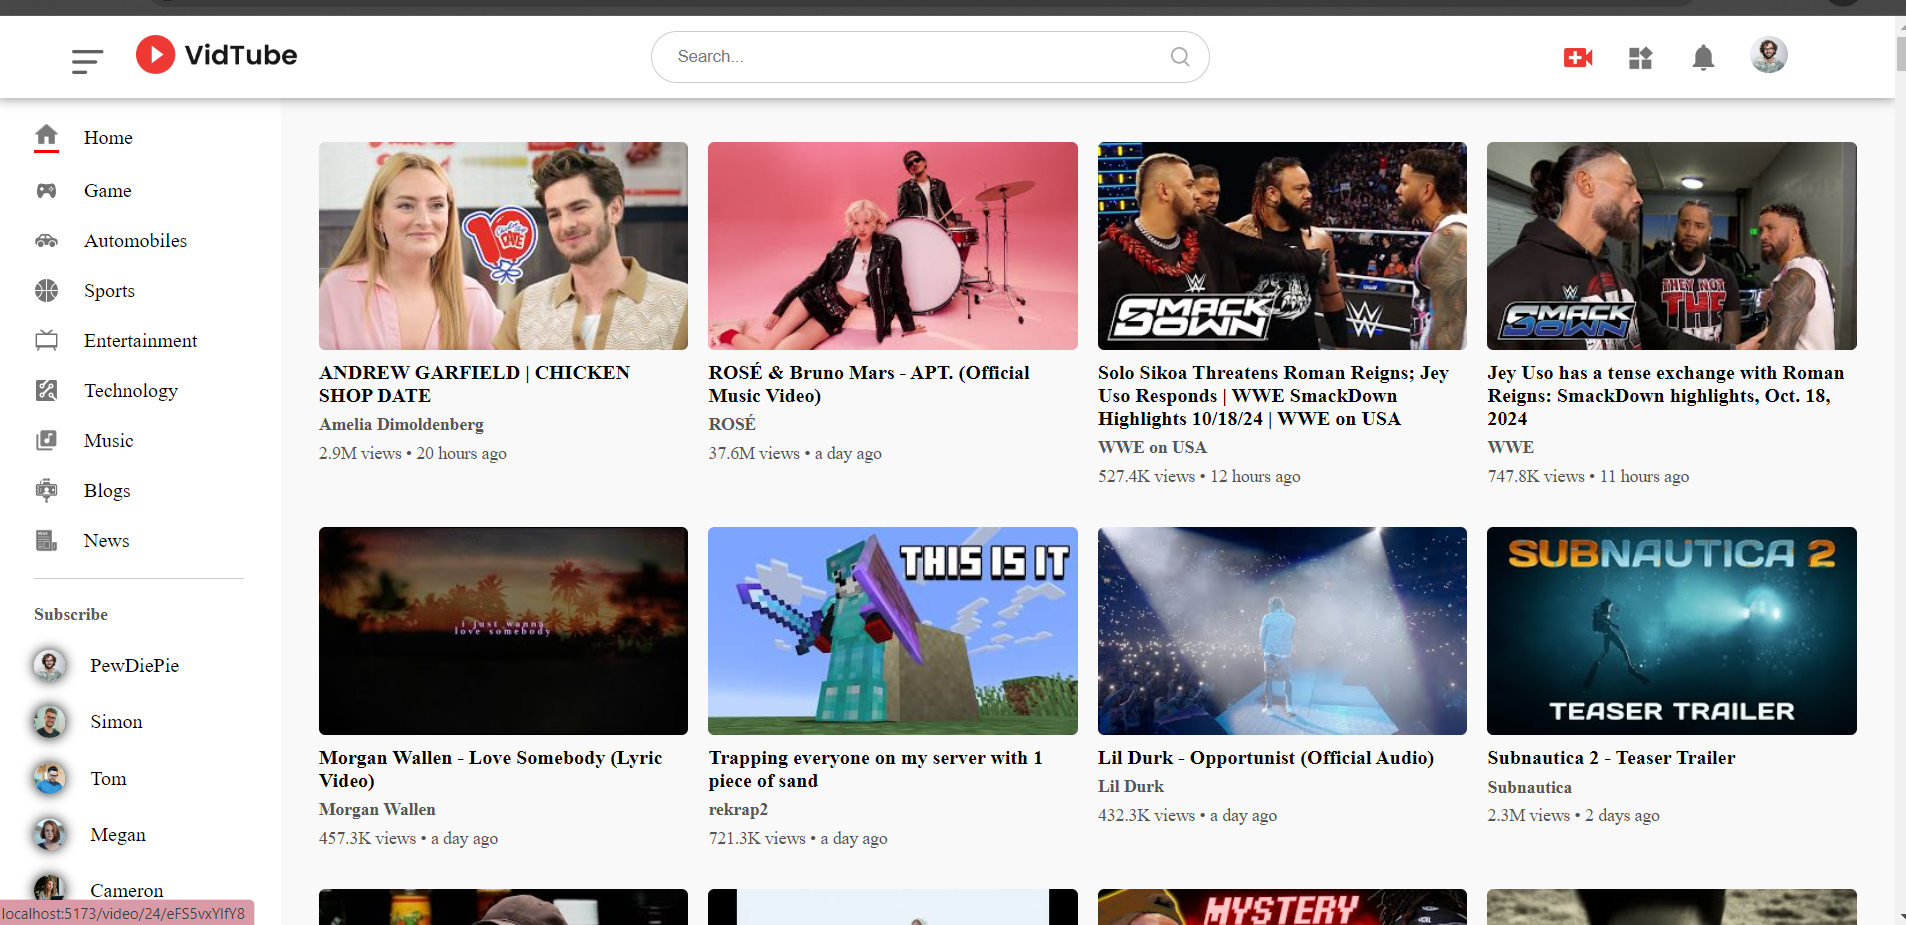 VidTube
Search...
Home
Game
Automobiles
Sports
Entertainment
Technology
Music
Blogs
News
Subscribe
PewDiePie
Simon
Tom
Megan
Cameron
localhost:5173/video/24/eFS5vxYIfY8
CHICKEN SHOP DATE
ANDREW GARFIELD | CHICKEN
SHOP DATE
Amelia Dimoldenberg
2.9M views • 20 hours ago
ROSÉ & Bruno Mars - APT. (Official
Music Video)
ROSÉ
37.6M views • a day ago
SMACK
DOWN
Solo Sikoa Threatens Roman Reigns; Jey
Uso Responds | WWE SmackDown
Highlights 10/18/24 | WWE on USA
WWE on USA
527.4K views • 12 hours ago
THEY NOT
THE
SMACK
DOWN
Jey Uso has a tense exchange with Roman
Reigns: SmackDown highlights, Oct. 18,
2024
WWE
747.8K views • 11 hours ago
i just wanna
love somebody
Morgan Wallen - Love Somebody (Lyric
Video)
Morgan Wallen
457.3K views • a day ago
THIS IS IT
Trapping everyone on my server with 1
piece of sand
rekrap2
721.3K views • a day ago
Lil Durk - Opportunist (Official Audio)
Lil Durk
432.3K views • a day ago
SUBNAUTICA 2
TEASER TRAILER
Subnautica 2 - Teaser Trailer
Subnautica
2.3M views • 2 days ago
MYSTERY